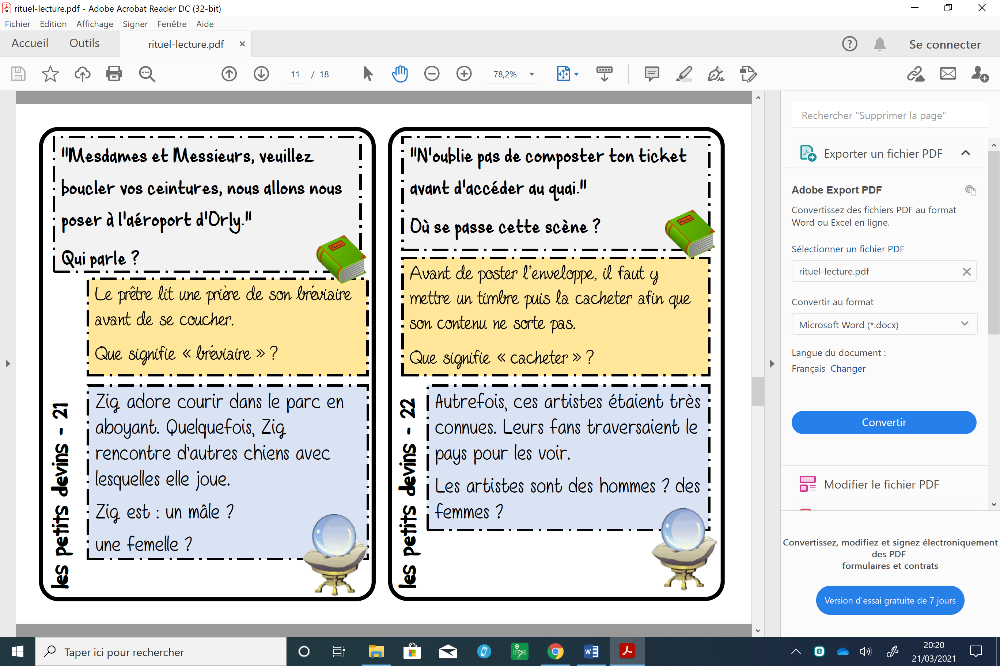 rituel-lecture.pdf - Adobe Acrobat Reader DC (32-bit)
Fichier Edition Affichage Signer Fenêtre Aide
Accueil Outils rituel-lecture.pdf Se connecter
11 / 18 78,2%
"Mesdames et Messieurs, veuillez
boucler vos ceintures, nous allons nous
poser à l'aéroport d'Orly."
Qui parle ?
Le prêtre lit une prière de son bréviaire
avant de se coucher.
Que signifie « bréviaire » ?
Zig adore courir dans le parc en
aboyant. Quelquefois, Zig
rencontre d'autres chiens avec
lesquelles elle joue.
Zig est : un mâle ?
une femelle ?
les petits devins - 21
"N'oublie pas de composter ton ticket
avant d'accéder au quai."
Où se passe cette scène ?
Avant de poster l'enveloppe, il faut y
mettre un timbre puis la cacheter afin que
son contenu ne sorte pas.
Que signifie « cacheter » ?
Autrefois, ces artistes étaient très
connues. Leurs fans traversaient le
pays pour les voir.
Les artistes sont des hommes ? des
femmes ?
les petits devins - 22
Rechercher "Supprimer la page"
Exporter un fichier PDF
Adobe Export PDF
Convertissez des fichiers PDF au format
Word ou Excel en ligne.
Sélectionner un fichier PDF
rituel-lecture.pdf
Convertir au format
Microsoft Word (*.docx)
Langue du document :
Français Changer
Convertir
Modifier le fichier PDF
Convertissez, modifiez et signez électroniquement
des PDF
formulaires et contrats
Version d'essai gratuite de 7 jours
Taper ici pour rechercher
20:20
21/03/2021